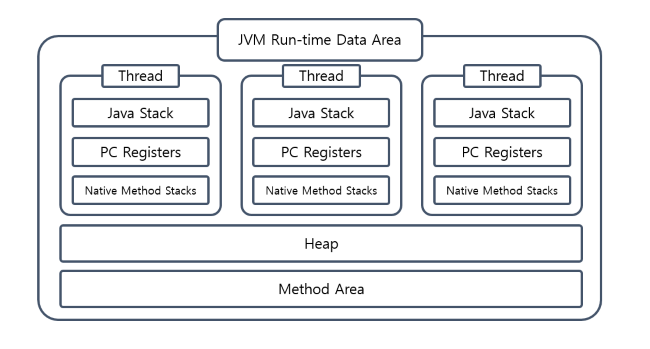 JVM Run-time Data Area
Thread
Java Stack
PC Registers
Native Method Stacks
Thread
Java Stack
PC Registers
Native Method Stacks
Thread
Java Stack
PC Registers
Native Method Stacks
Heap
Method Area